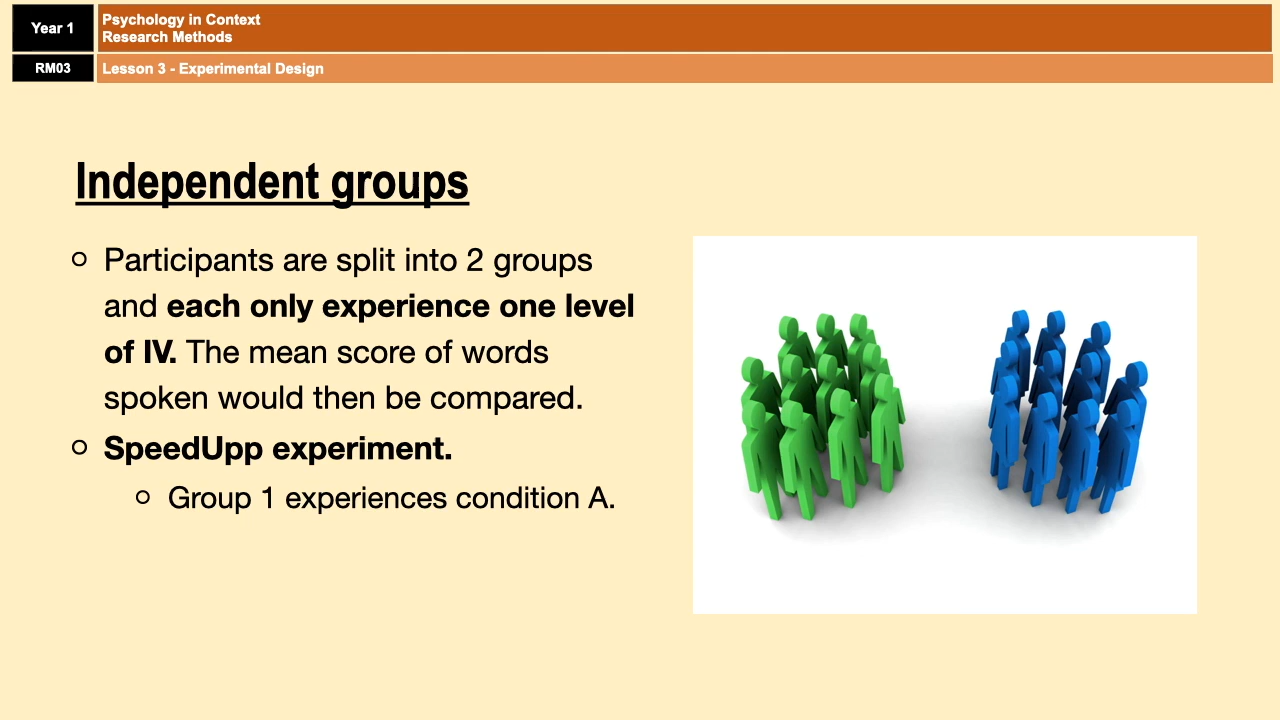 Year 1
Psychology in Context
Research Methods
RM03
Lesson 3 - Experimental Design
Independent groups
Participants are split into 2 groups
and each only experience one level
of IV. The mean score of words
spoken would then be compared.
SpeedUpp experiment.
Group 1 experiences condition A.